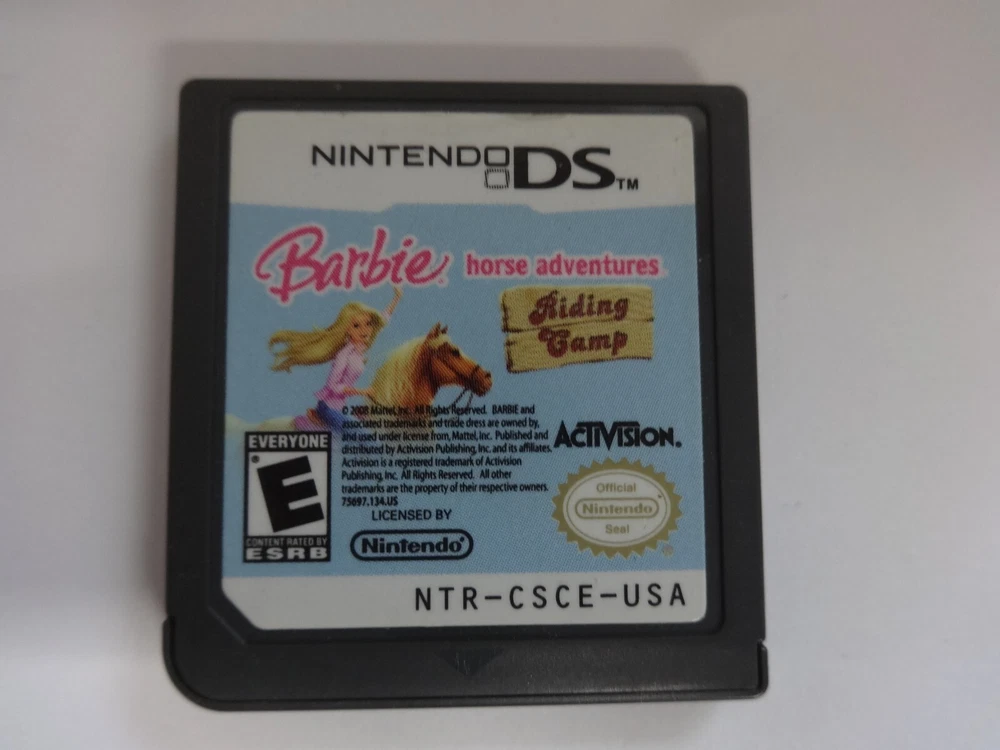 NINTENDO DS™
Barbie horse adventures
Riding
Camp
© 2008 Mattel, Inc. All Rights Reserved. BARBIE and
associated trademarks and trade dress are owned by,
and used under license from, Mattel, Inc. Published and
distributed by Activision Publishing, Inc. and its affiliates.
Activision is a registered trademark of Activision
Publishing, Inc. All Rights Reserved. All other
trademarks are the property of their respective owners.
75697.134.US
ACTIVISION.
EVERYONE
E
CONTENT RATED BY
ESRB
LICENSED BY
Nintendo®
Official
Nintendo
Seal
®
NTR-CSCE-USA